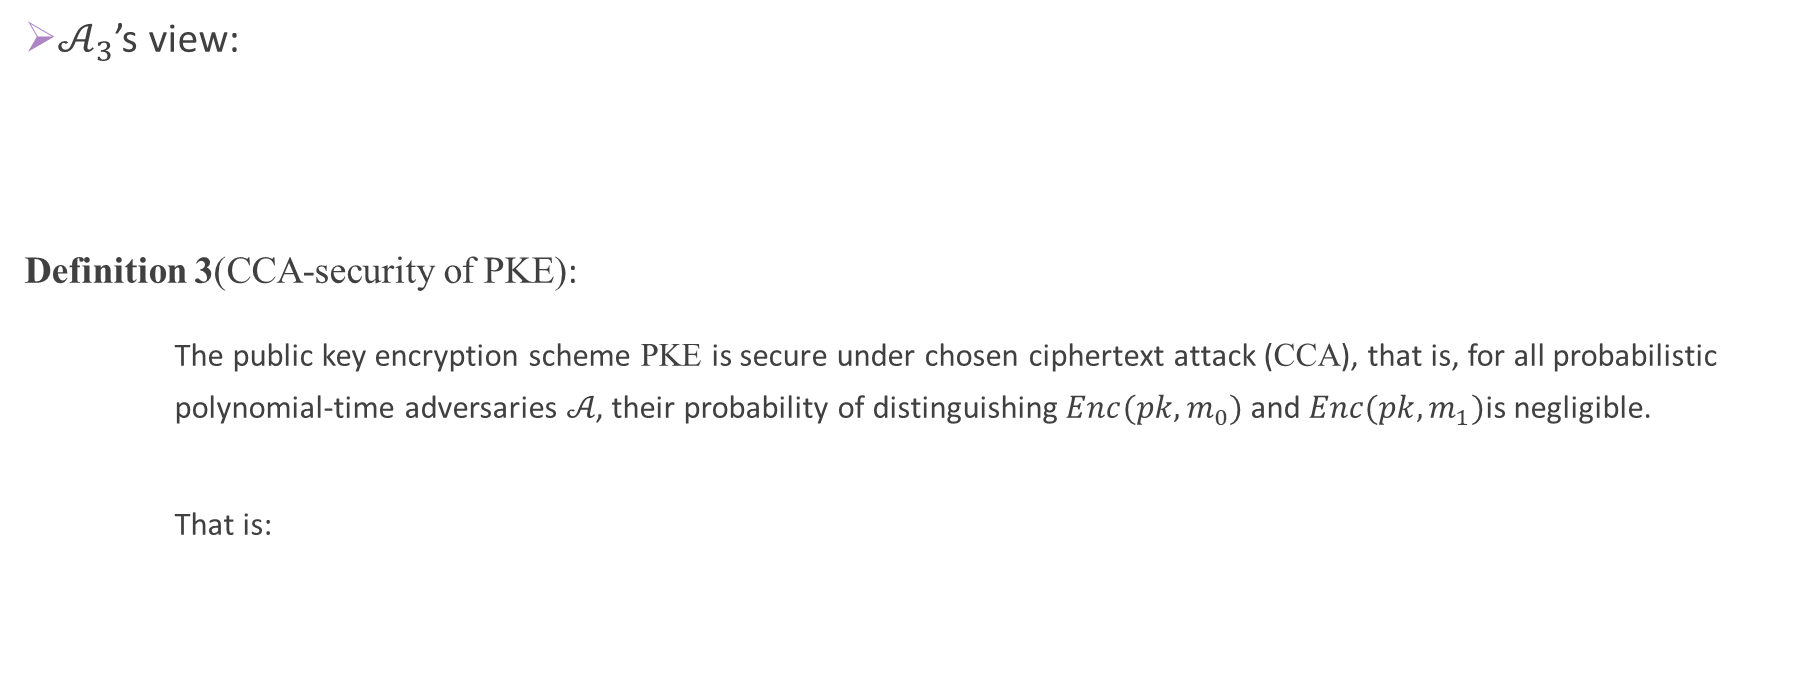 ➢𝒜₃’s view:
Definition 3(CCA-security of PKE):
The public key encryption scheme PKE is secure under chosen ciphertext attack (CCA), that is, for all probabilistic
polynomial-time adversaries 𝒜, their probability of distinguishing Enc(pk, m₀) and Enc(pk, m₁)is negligible.
That is: